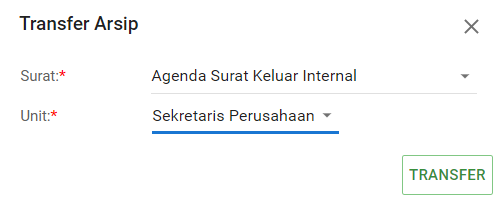 Transfer Arsip
Surat:* Agenda Surat Keluar Internal
Unit:* Sekretaris Perusahaan
TRANSFER